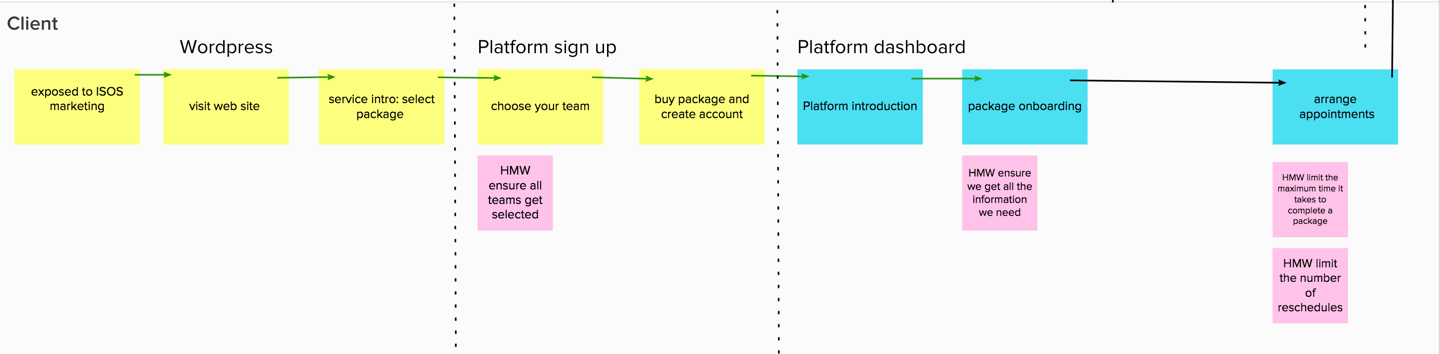 Client
Wordpress
Platform sign up
Platform dashboard
exposed to ISOS
marketing
visit web site
service intro: select
package
choose your team
buy package and
create account
Platform introduction
package onboarding
arrange
appointments
HMW
ensure all
teams get
selected
HMW ensure
we get all the
information
we need
HMW limit the
maximum time it
takes to
complete a
package
HMW limit
the number
of
reschedules